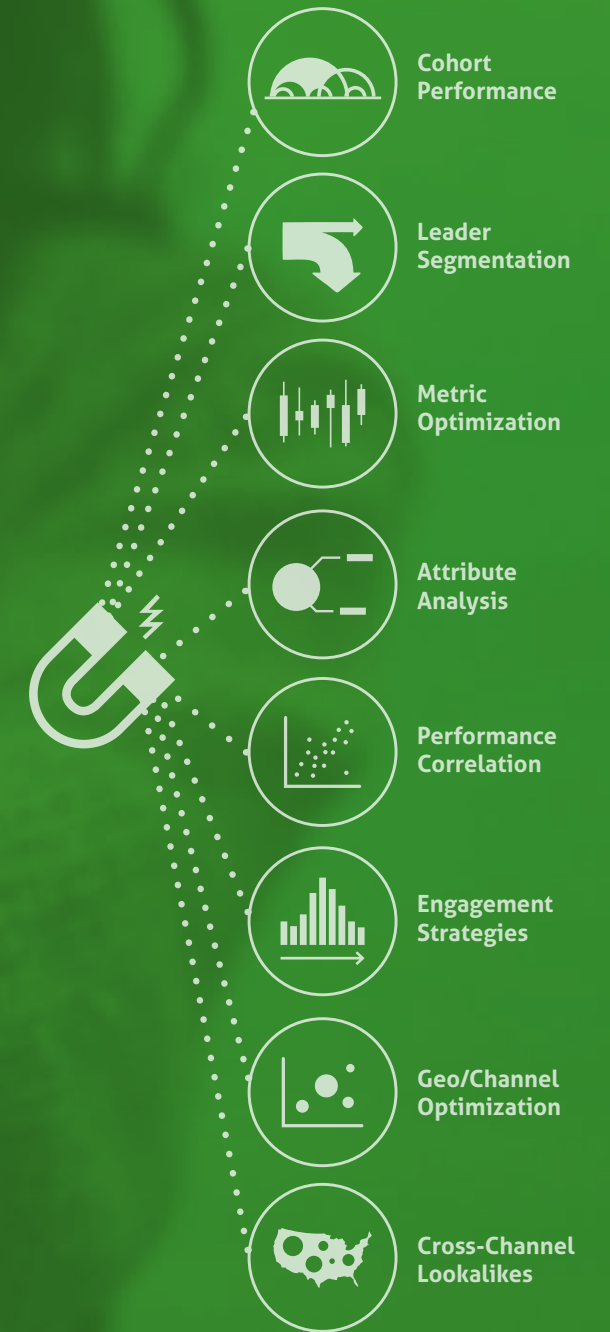 Cohort
Performance
Leader
Segmentation
Metric
Optimization
Attribute
Analysis
Performance
Correlation
Engagement
Strategies
Geo/Channel
Optimization
Cross-Channel
Lookalikes